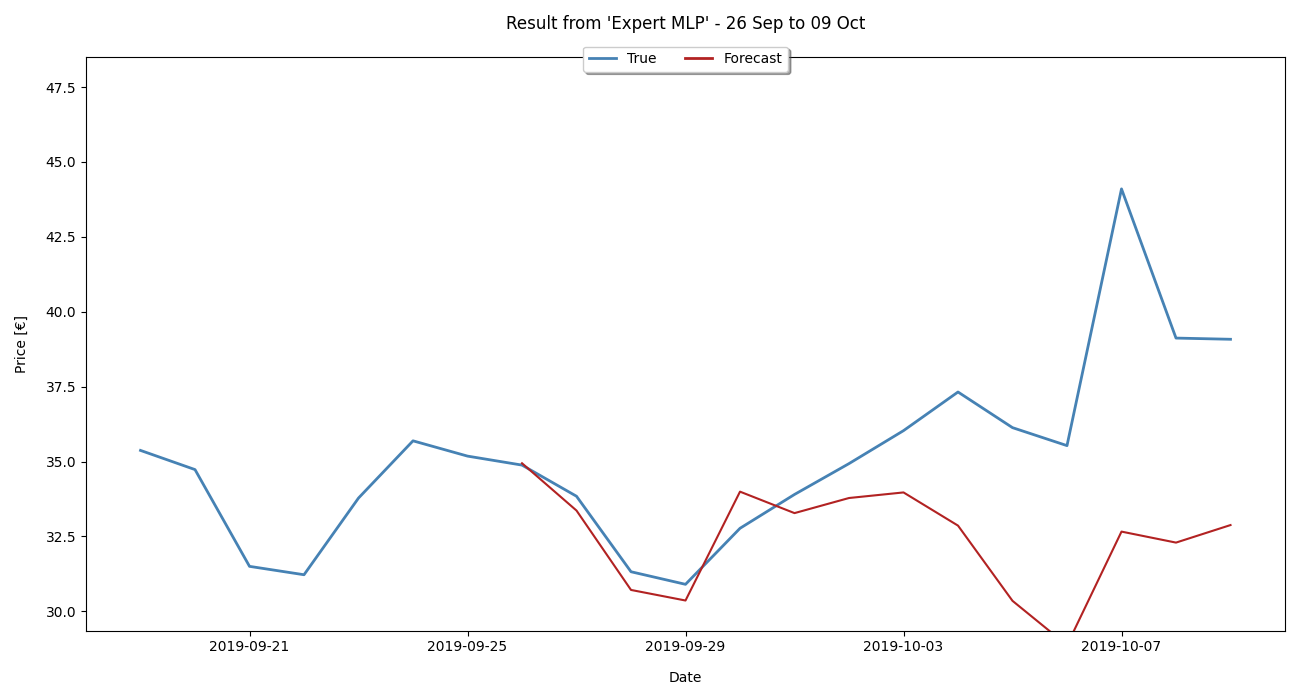 Result from 'Expert MLP' - 26 Sep to 09 Oct
True Forecast
47.5
45.0
42.5
40.0
37.5
35.0
32.5
30.0
Price [€]
2019-09-21 2019-09-25 2019-09-29 2019-10-03 2019-10-07
Date